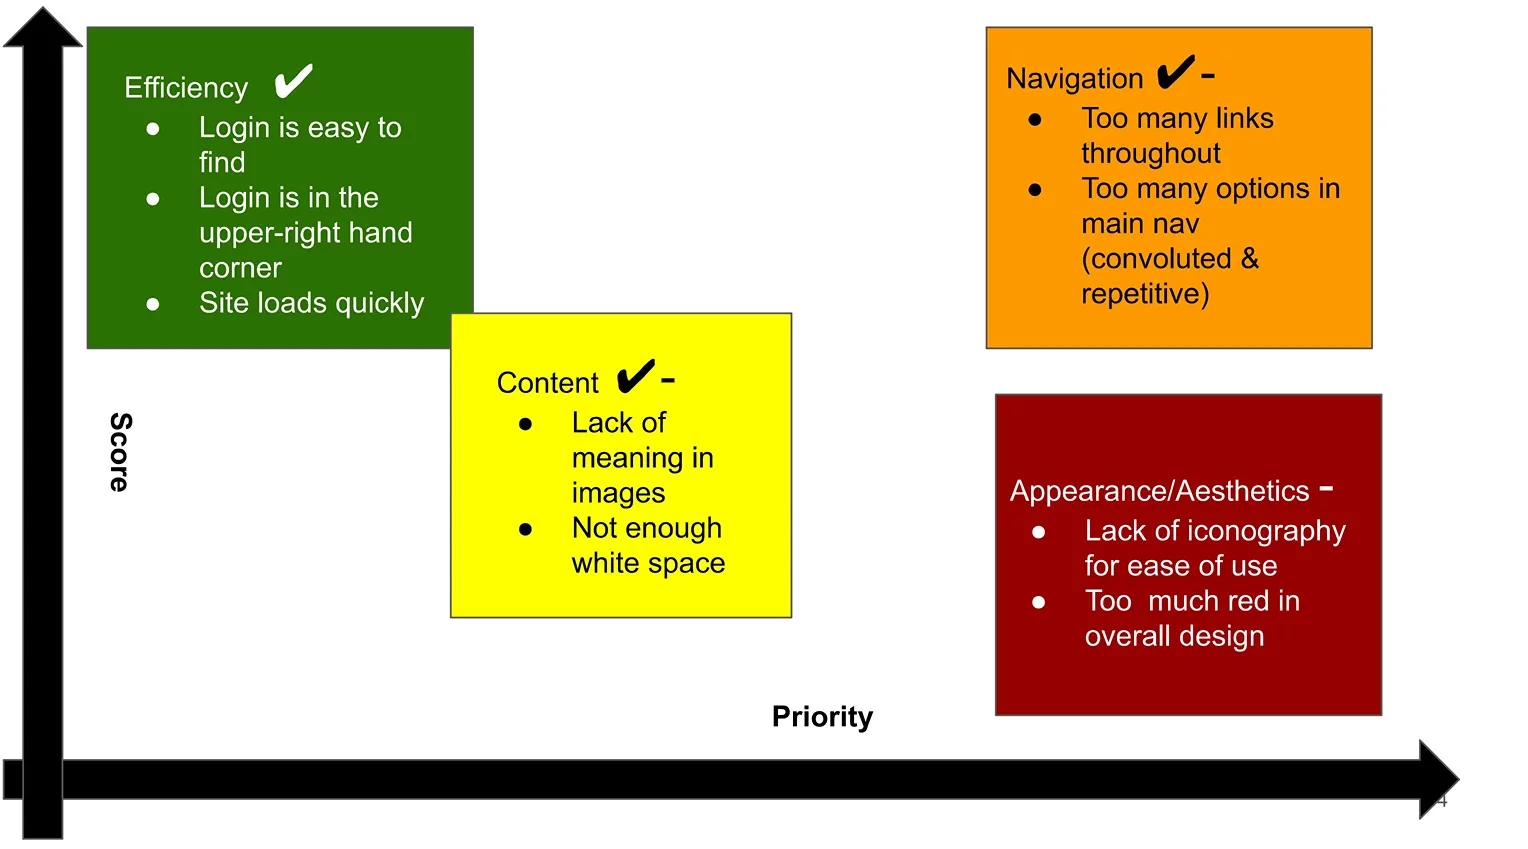 Efficiency ✔
● Login is easy to
find
● Login is in the
upper-right hand
corner
● Site loads quickly
Navigation ✔-
● Too many links
throughout
● Too many options in
main nav
(convoluted &
repetitive)
Content ✔-
● Lack of
meaning in
images
● Not enough
white space
Score
Appearance/Aesthetics -
● Lack of iconography
for ease of use
● Too  much red in
overall design
Priority
4